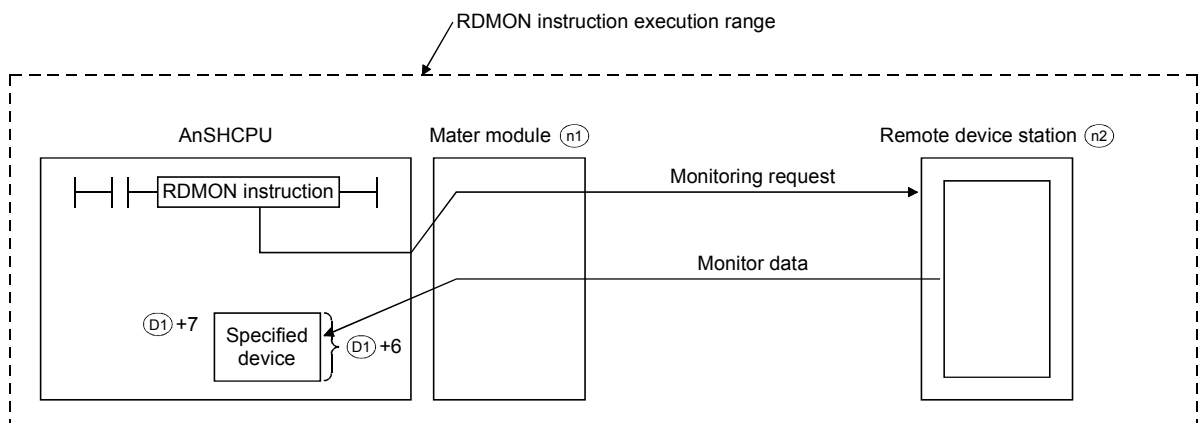 RDMON instruction execution range
AnSHCPU
Mater module n1
Remote device station n2
RDMON instruction
Monitoring request
Monitor data
D1 +7
Specified
device
D1 +6